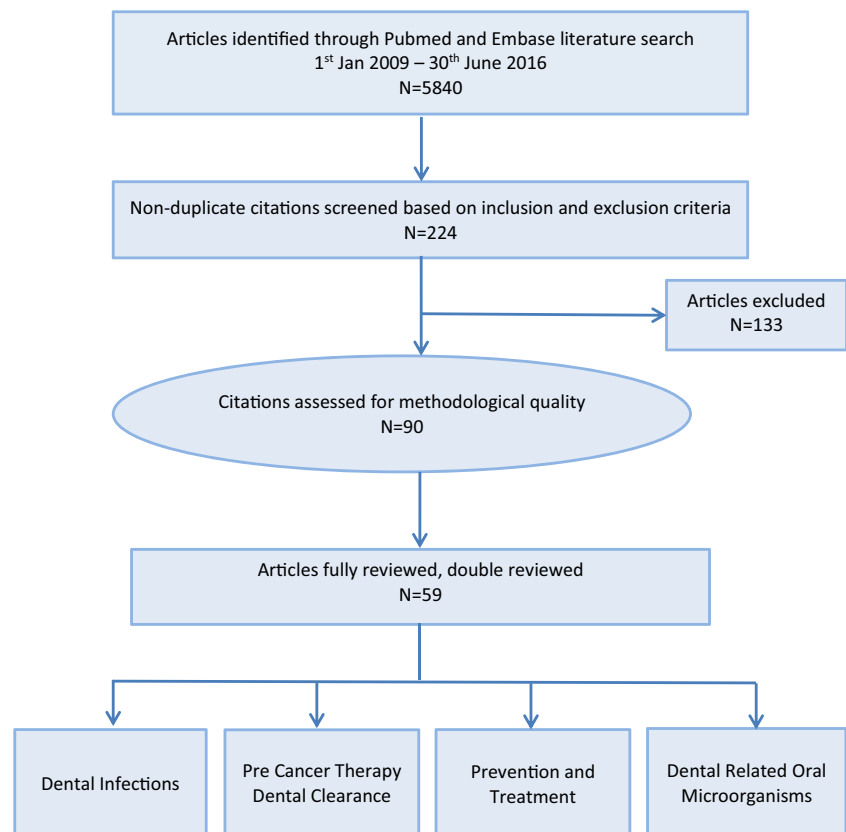 Articles identified through Pubmed and Embase literature search
1st Jan 2009 – 30th June 2016
N=5840
Non-duplicate citations screened based on inclusion and exclusion criteria
N=224
Articles excluded
N=133
Citations assessed for methodological quality
N=90
Articles fully reviewed, double reviewed
N=59
Dental Infections
Pre Cancer Therapy
Dental Clearance
Prevention and
Treatment
Dental Related Oral
Microorganisms